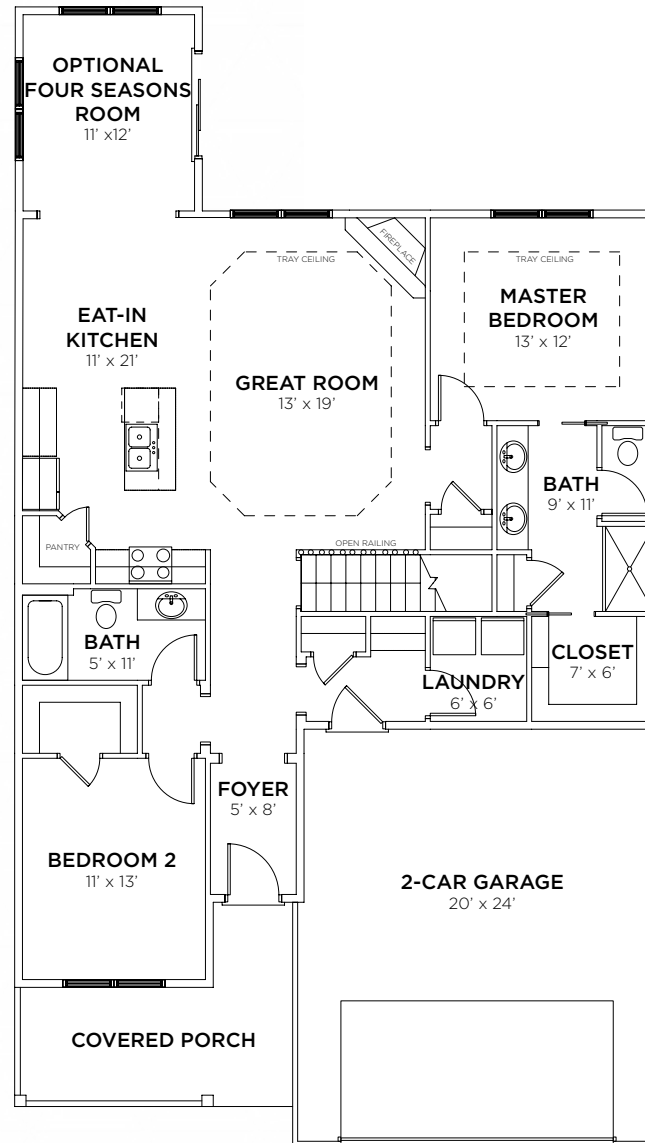 OPTIONAL
FOUR SEASONS
ROOM
11’ x12’
FIREPLACE
TRAY CEILING
TRAY CEILING
EAT-IN
KITCHEN
11’ x 21’
MASTER
BEDROOM
13’ x 12’
GREAT ROOM
13’ x 19’
BATH
9’ x 11’
PANTRY
OPEN RAILING
BATH
5’ x 11’
CLOSET
7’ x 6’
LAUNDRY
6’ x 6’
FOYER
5’ x 8’
BEDROOM 2
11’ x 13’
2-CAR GARAGE
20’ x 24’
COVERED PORCH